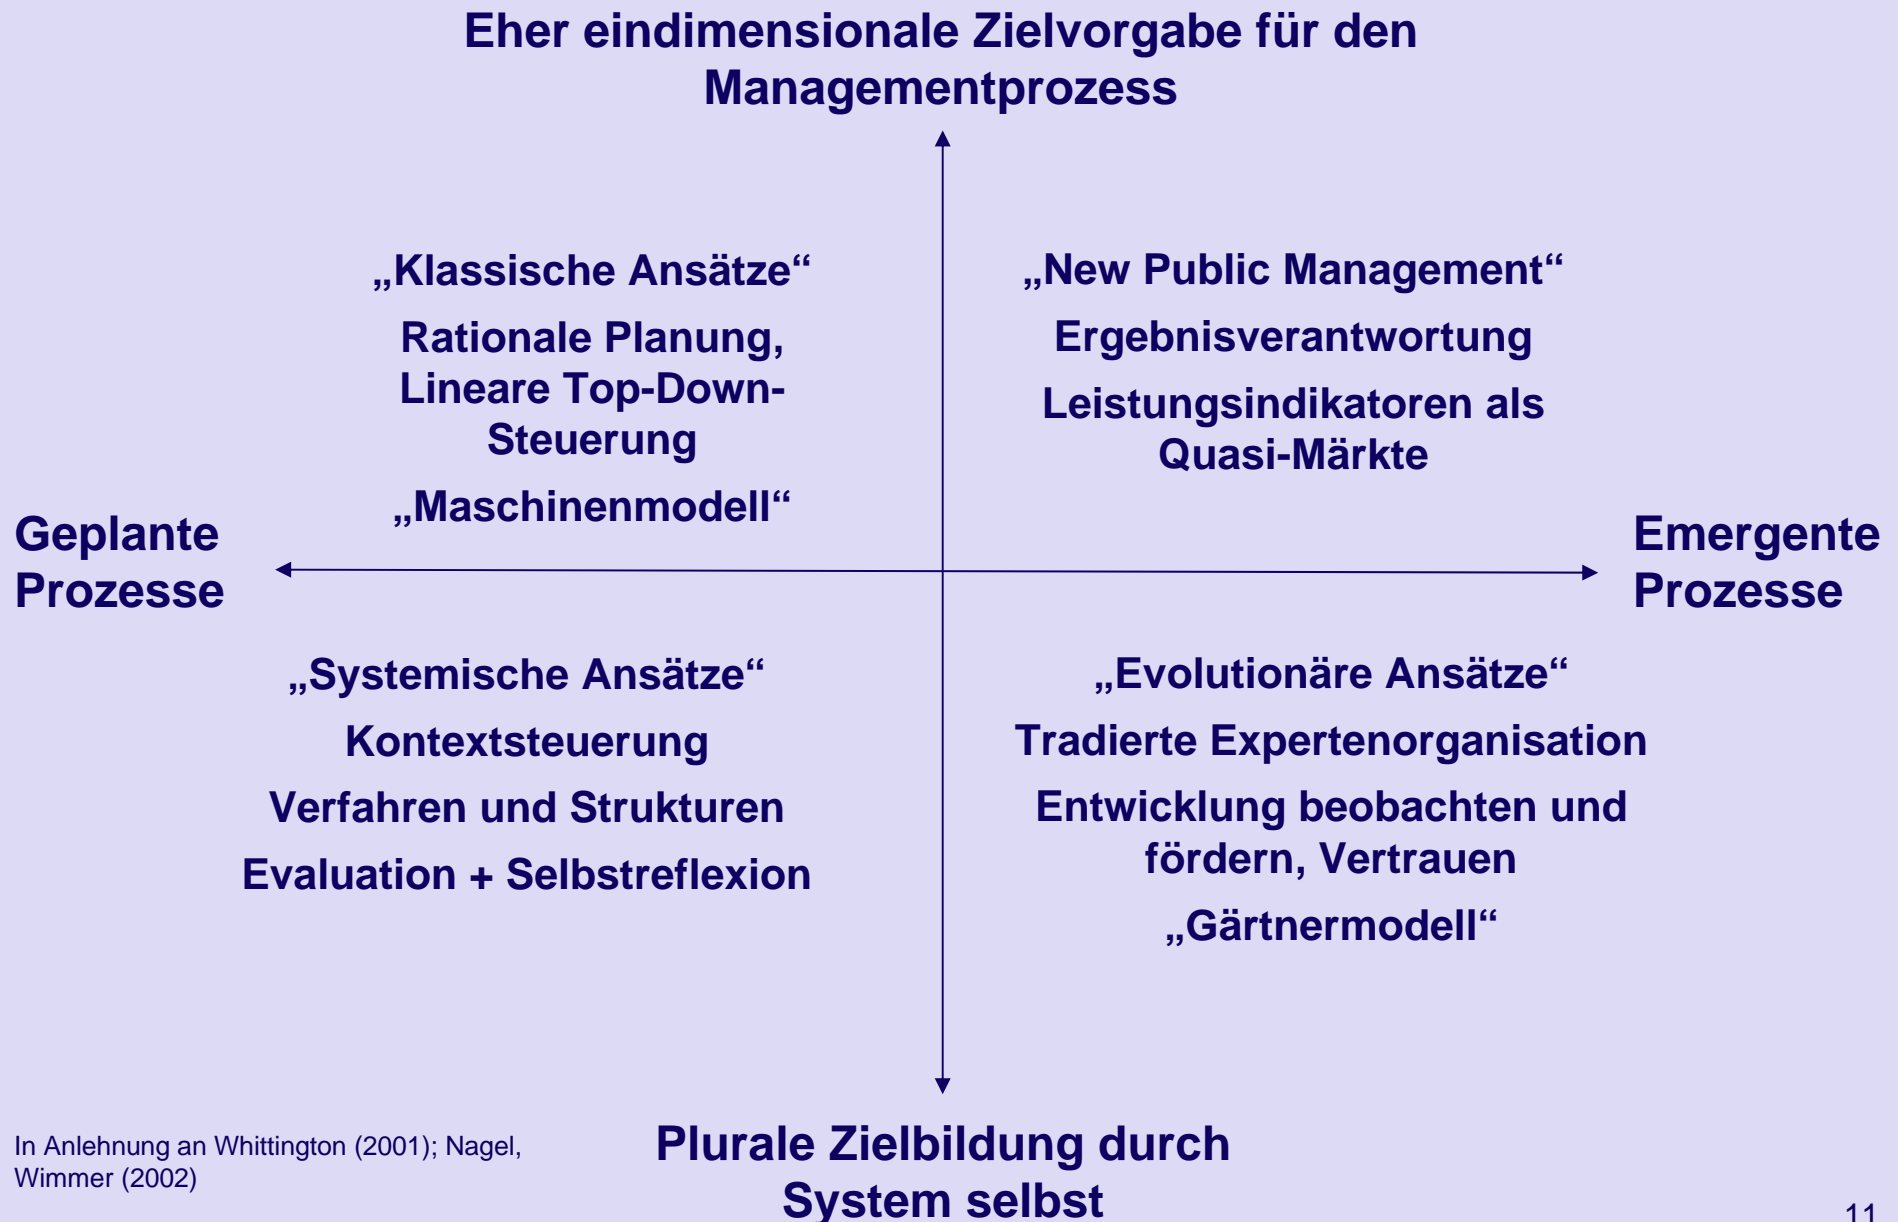 Eher eindimensionale Zielvorgabe für den
Managementprozess
„Klassische Ansätze“
Rationale Planung,
Lineare Top-Down-
Steuerung
„Maschinenmodell“
„New Public Management“
Ergebnisverantwortung
Leistungsindikatoren als
Quasi-Märkte
Geplante
Prozesse
Emergente
Prozesse
„Systemische Ansätze“
Kontextsteuerung
Verfahren und Strukturen
Evaluation + Selbstreflexion
„Evolutionäre Ansätze“
Tradierte Expertenorganisation
Entwicklung beobachten und
fördern, Vertrauen
„Gärtnermodell“
Plurale Zielbildung durch
System selbst
In Anlehnung an Whittington (2001); Nagel,
Wimmer (2002)
11